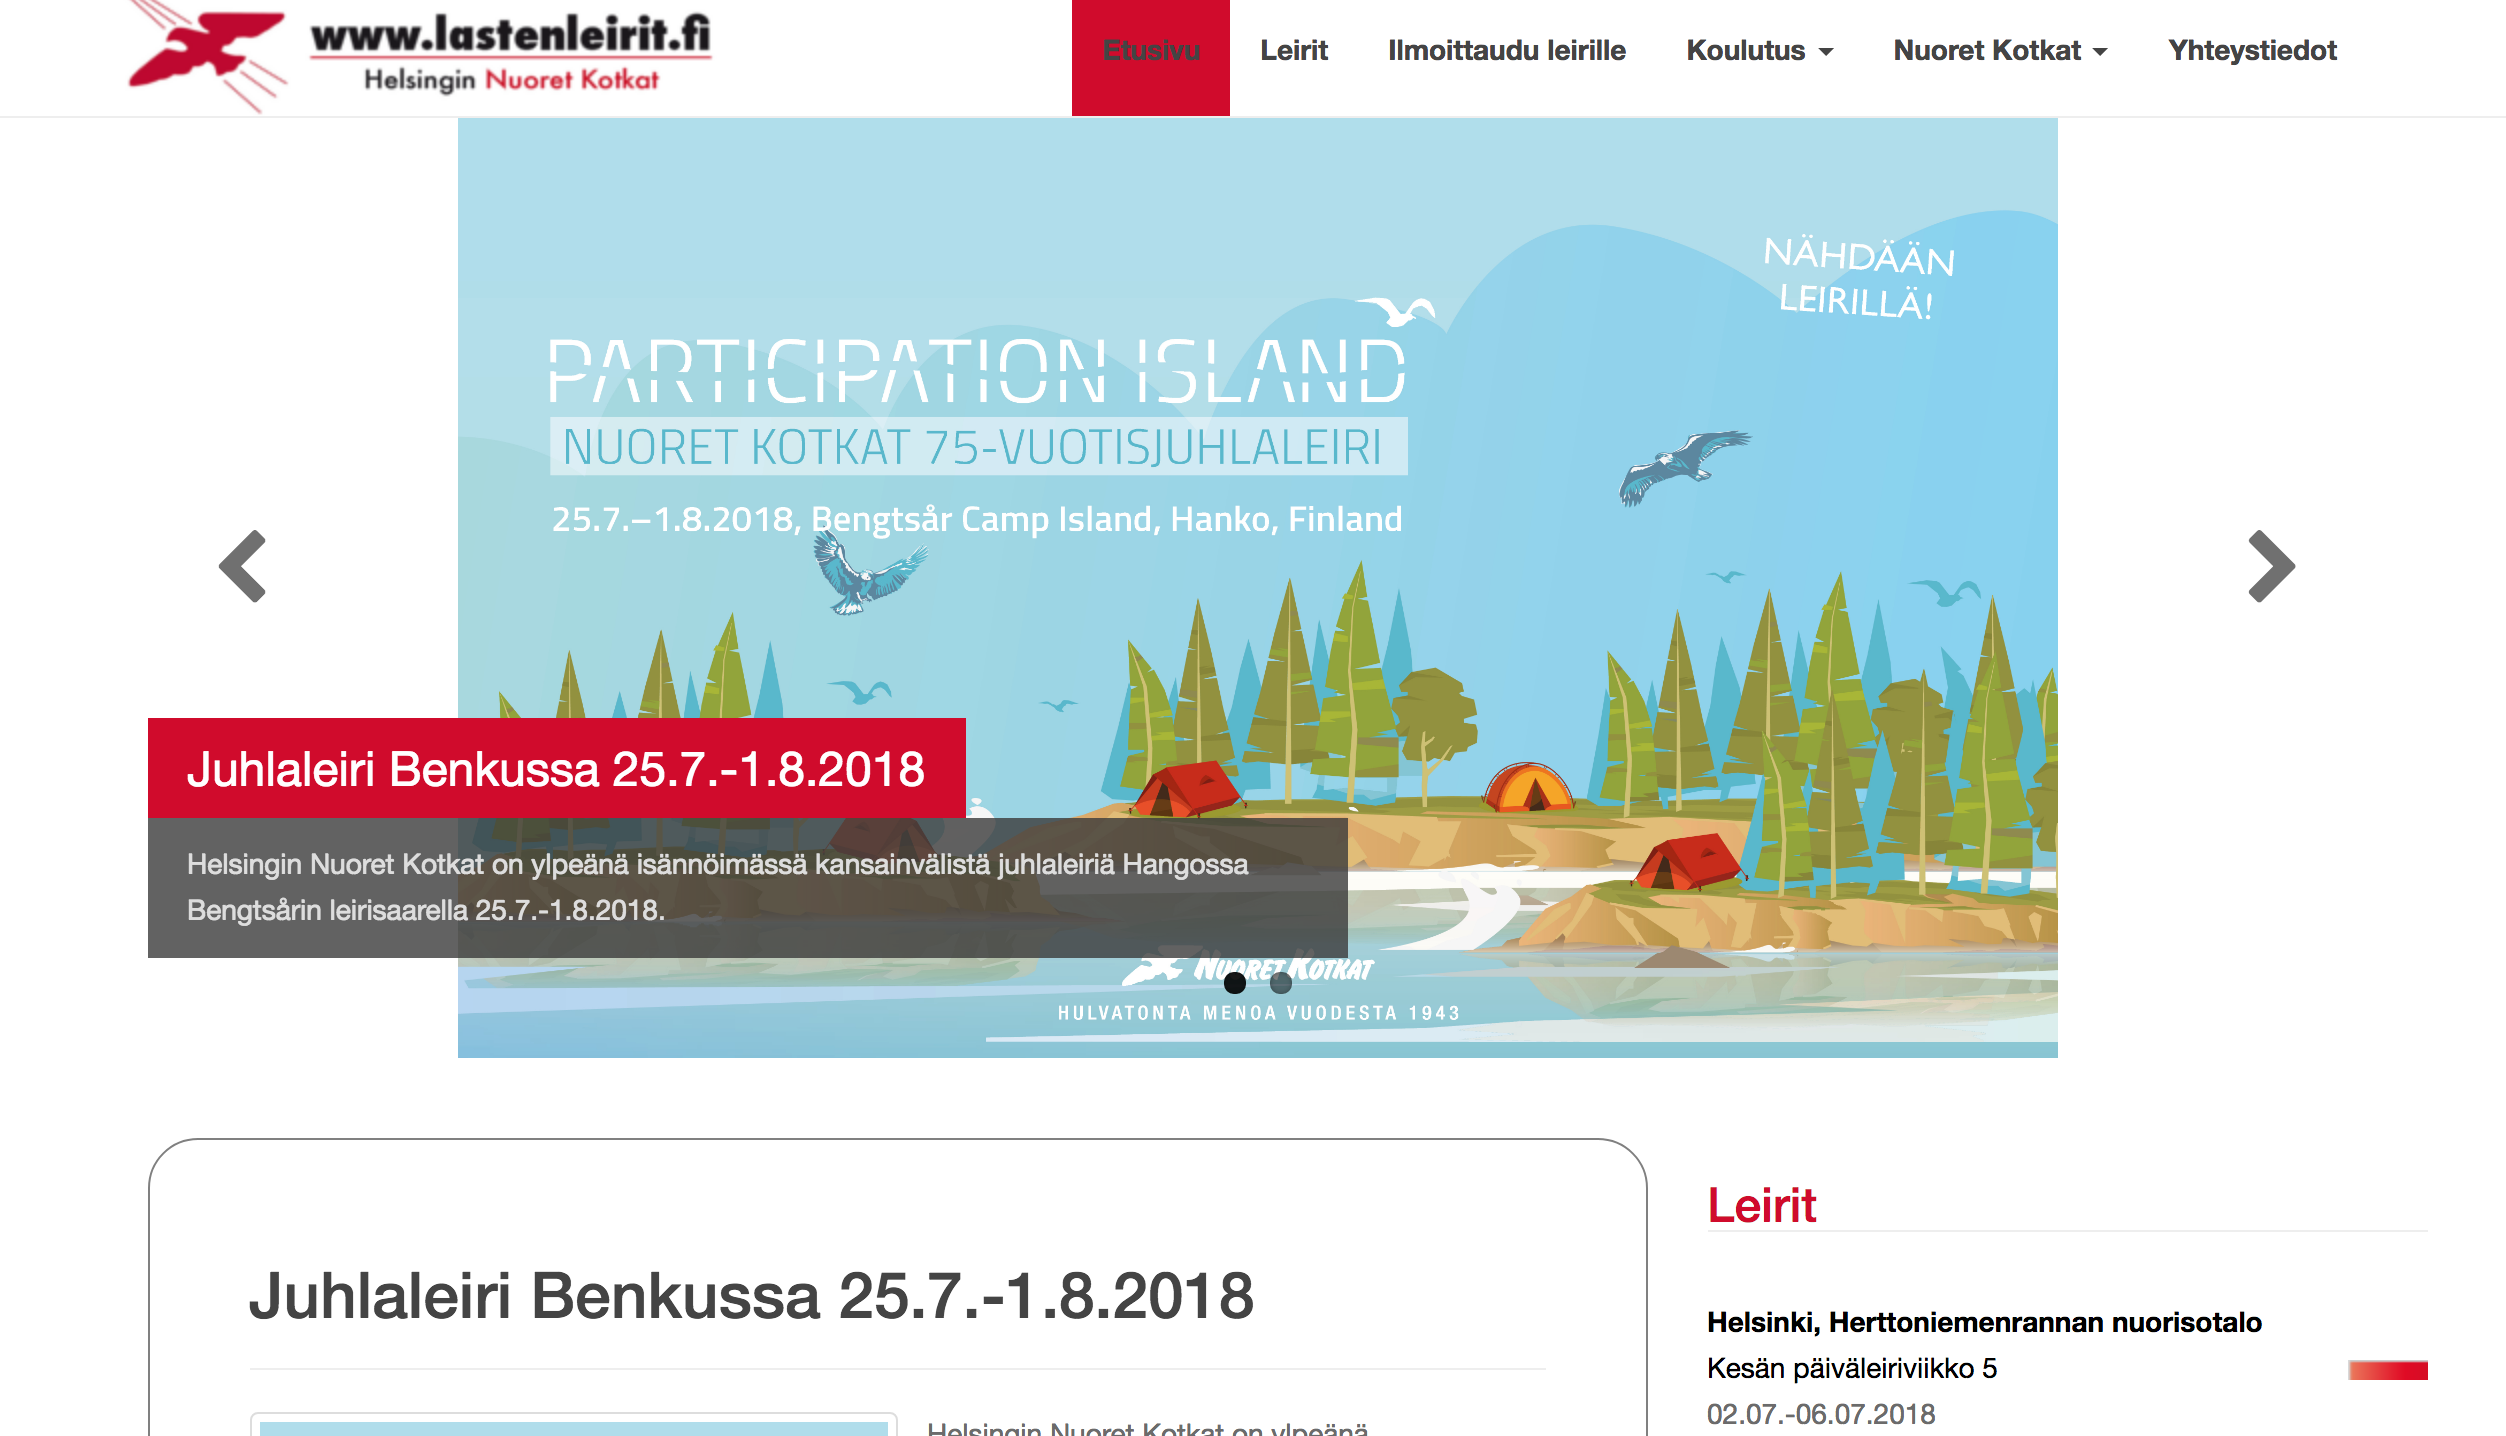 www.lastenleirit.fi
Helsingin Nuoret Kotkat
Etusivu
Leirit
Ilmoittaudu leirille
Koulutus
Nuoret Kotkat
Yhteystiedot
NÄHDÄÄN
LEIRILLÄ!
PARTICIPATION ISLAND
NUORET KOTKAT 75-VUOTISJUHLALEIRI
25.7.–1.8.2018, Bengtsår Camp Island, Hanko, Finland
Juhlaleiri Benkussa 25.7.-1.8.2018
Helsingin Nuoret Kotkat on ylpeänä isännöimässä kansainvälistä juhlaleiriä Hangossa
Bengtsårin leirisaarella 25.7.-1.8.2018.
NUORET KOTKAT
HULVATONTA MENOA VUODESTA 1943
Juhlaleiri Benkussa 25.7.-1.8.2018
Helsingin Nuoret Kotkat on ylpeänä
Leirit
Helsinki, Herttoniemenrannan nuorisotalo
Kesän päiväleiriviikko 5
02.07.-06.07.2018